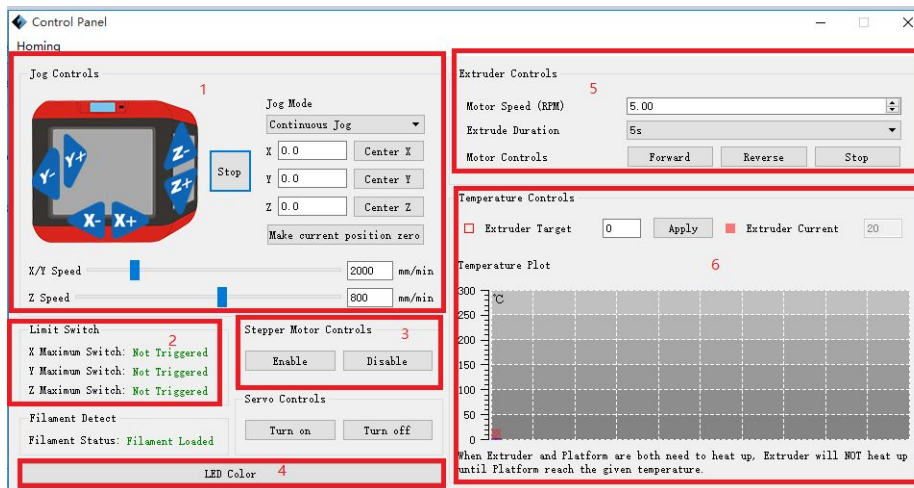 Control Panel
Homing
Jog Controls
1
Jog Mode
Continuous Jog
Y-
Y+
Z-
Z+
X-
X+
Stop
X 0.0 Center X
Y 0.0 Center Y
Z 0.0 Center Z
Make current position zero
X/Y Speed 2000 mm/min
Z Speed 800 mm/min
Limit Switch
2
X Maximum Switch: Not Triggered
Y Maximum Switch: Not Triggered
Z Maximum Switch: Not Triggered
Stepper Motor Controls
3
Enable Disable
Servo Controls
Turn on Turn off
Filament Detect
Filament Status: Filament Loaded
LED Color 4
Extruder Controls
5
Motor Speed (RPM) 5.00
Extrude Duration 5s
Motor Controls Forward Reverse Stop
Temperature Controls
Extruder Target 0 Apply Extruder Current 20
6
Temperature Plot
300
℃
250
200
150
100
50
0
When Extruder and Platform are both need to heat up, Extruder will NOT heat up
until Platform reach the given temperature.